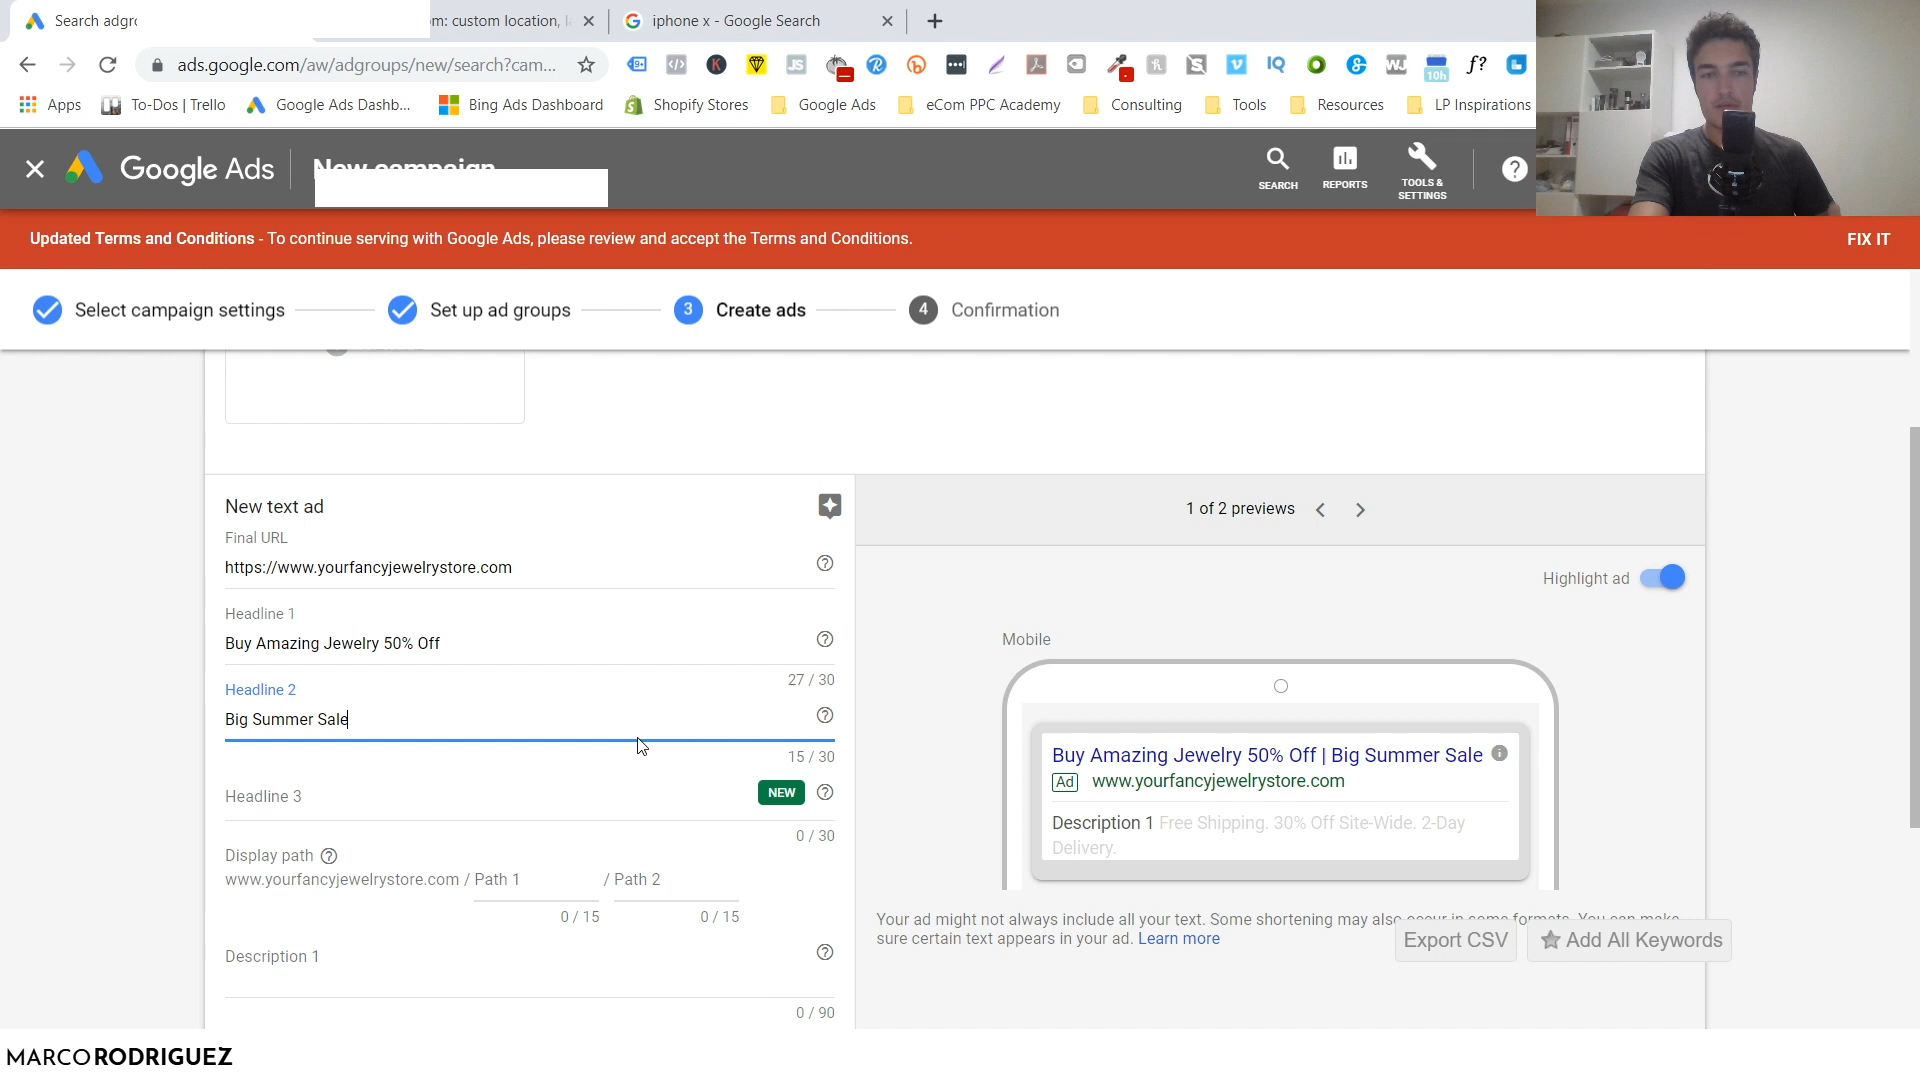 Search adgr
m: custom location,
iphone x - Google Search
ads.google.com/aw/adgroups/new/search?cam...
Apps
To-Dos | Trello
Google Ads Dashb...
Bing Ads Dashboard
Shopify Stores
Google Ads
eCom PPC Academy
Consulting
Tools
Resources
LP Inspirations
Google Ads
New campaign
SEARCH
REPORTS
TOOLS &
SETTINGS
Updated Terms and Conditions - To continue serving with Google Ads, please review and accept the Terms and Conditions.
FIX IT
Select campaign settings
Set up ad groups
3 Create ads
4 Confirmation
New text ad
Final URL
https://www.yourfancyjewelrystore.com
Headline 1
Buy Amazing Jewelry 50% Off
27 / 30
Headline 2
Big Summer Sale
15 / 30
Headline 3
NEW
0 / 30
Display path
www.yourfancyjewelrystore.com / Path 1 / Path 2
0 / 15 0 / 15
Description 1
0 / 90
1 of 2 previews
Highlight ad
Mobile
Buy Amazing Jewelry 50% Off | Big Summer Sale
Ad www.yourfancyjewelrystore.com
Description 1 Free Shipping. 30% Off Site-Wide. 2-Day
Delivery.
Your ad might not always include all your text. Some shortening may also occur in some formats. You can make
sure certain text appears in your ad. Learn more
Export CSV
Add All Keywords
MARCO RODRIGUEZ